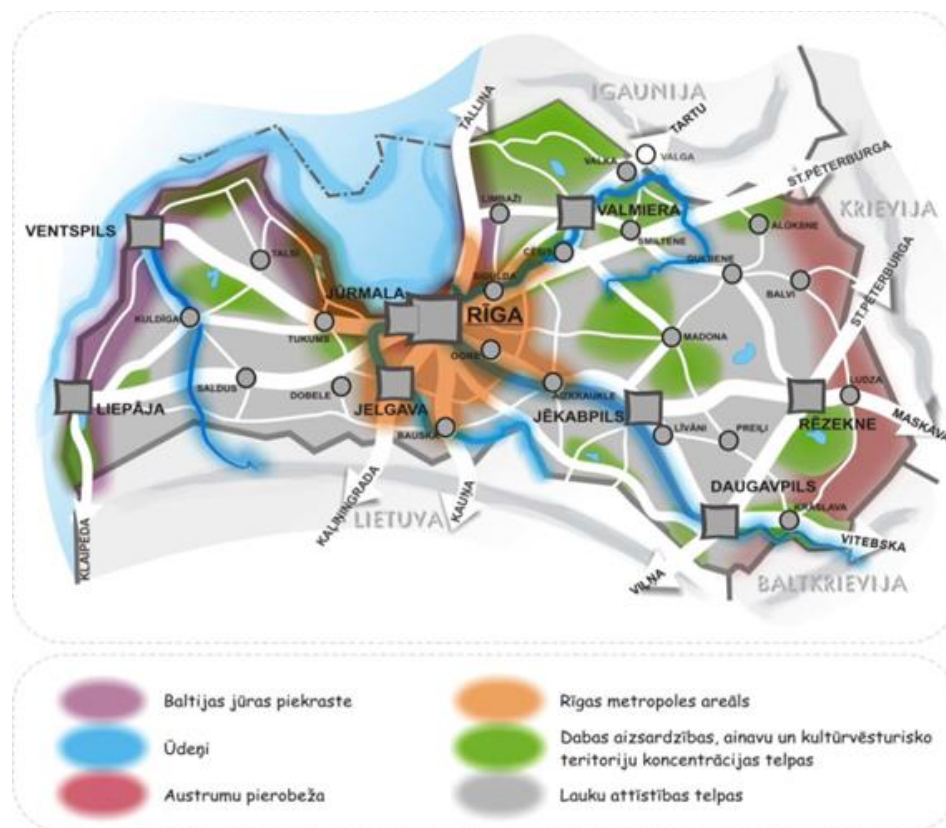 IGAUNIJA
TALLINA
TARTU
VALKA
VALGA
ST.PĒTERBURGA
KRIEVIJA
LIMBAŽI
VALMIERA
SMILTENE
ALŪKSNE
VENTSPILS
TALSI
CĒSIS
GULBENE
ST.PĒTERBURGA
SIGULDA
BALVI
JŪRMALA
RĪGA
KULDĪGA
TUKUMS
MADONA
OGRE
SALDUS
DOBELE
AIZKRAUKLE
LUDZA
LIEPĀJA
JELGAVA
JĒKABPILS
RĒZEKNE
MASKAVA
BAUSKA
LĪVĀNI
PREIĻI
KALININGRADA
LIETUVA
KAUŅA
DAUGAVPILS
KRĀSLAVA
KLAIPĒDA
VITEBSKA
VIĻŅA
BALTKRIEVIJA
Baltijas jūras piekraste
Ūdeņi
Austrumu pierobeža
Rīgas metropoles areāls
Dabas aizsardzības, ainavu un kultūrvēsturisko
teritoriju koncentrācijas telpas
Lauku attīstības telpas